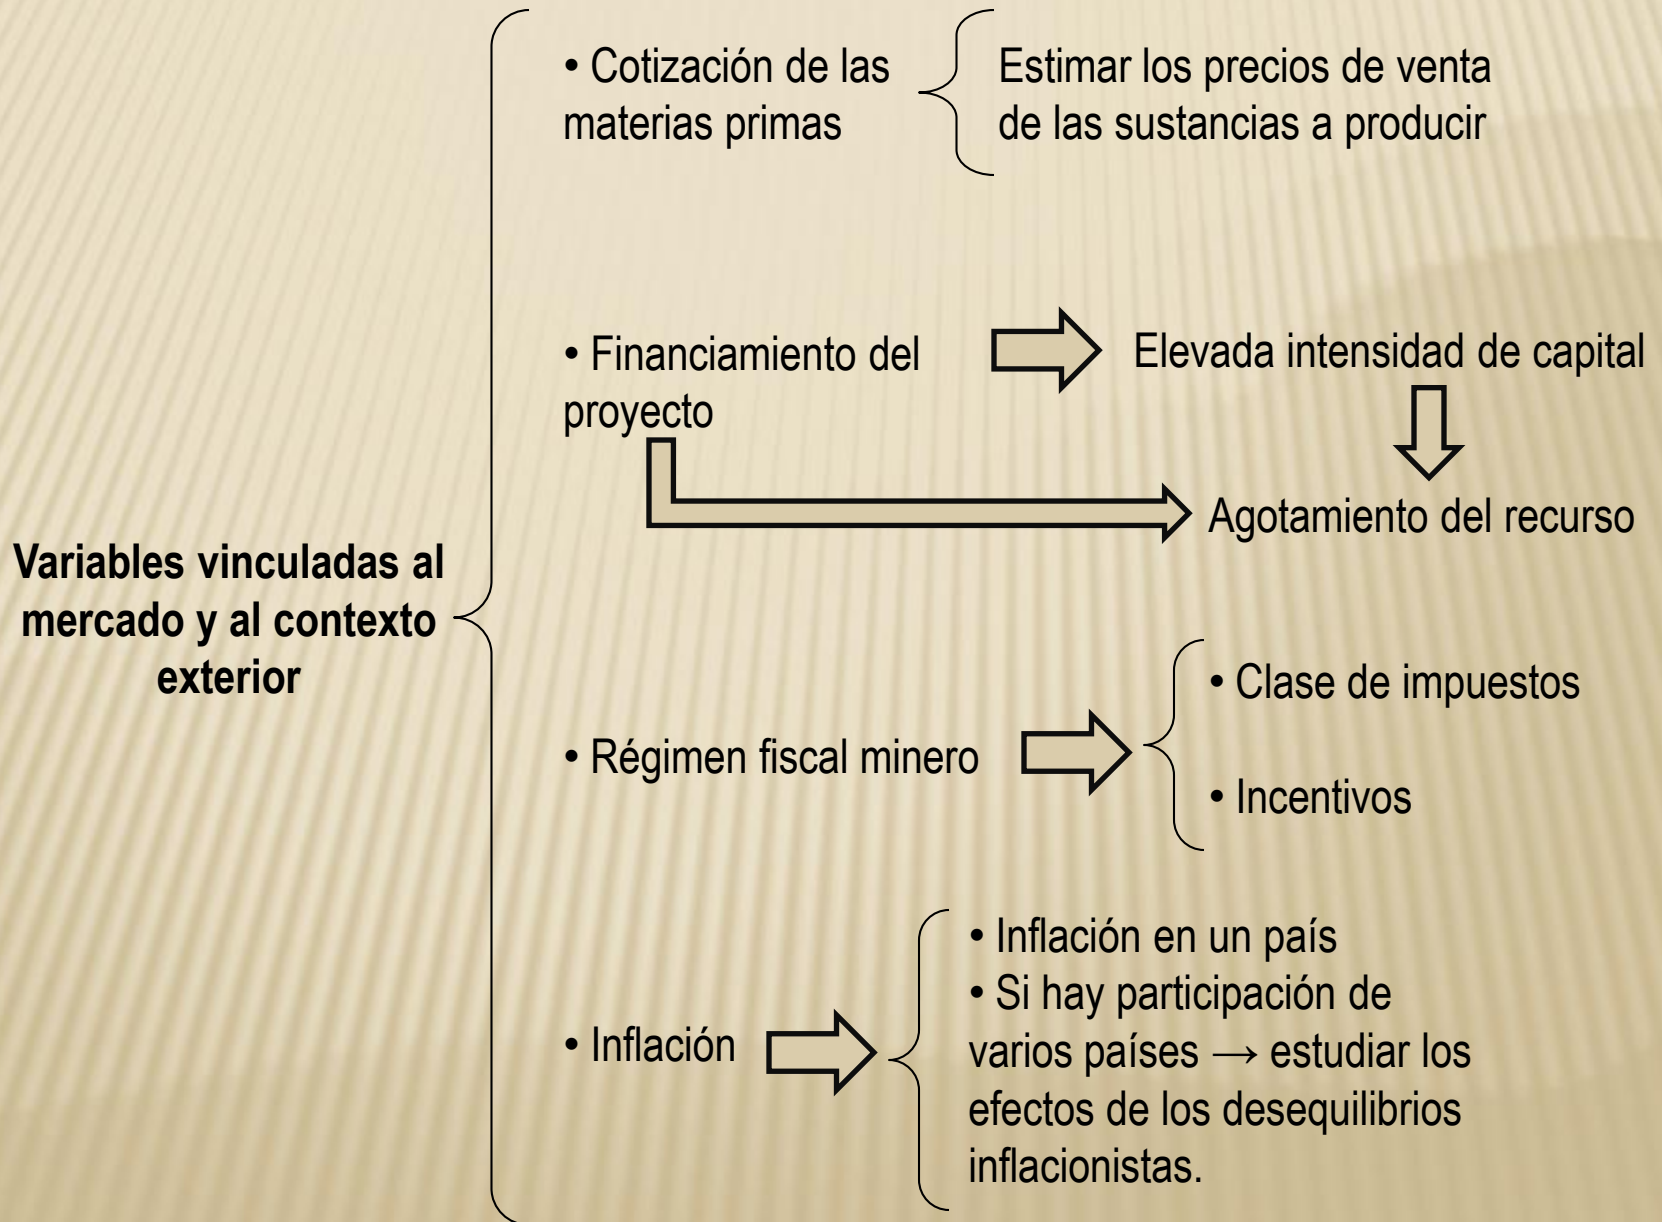 • Cotización de las
materias primas
Estimar los precios de venta
de las sustancias a producir
• Financiamiento del
proyecto
Elevada intensidad de capital
Agotamiento del recurso
Variables vinculadas al
mercado y al contexto
exterior
• Régimen fiscal minero
• Clase de impuestos
• Incentivos
• Inflación
• Inflación en un país
• Si hay participación de
varios países → estudiar los
efectos de los desequilibrios
inflacionistas.